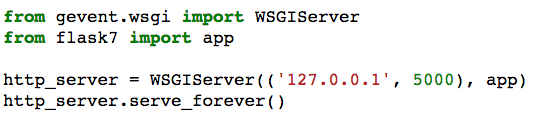 from gevent.wsgi import WSGIServer
from flask7 import app
http_server = WSGIServer(('127.0.0.1', 5000), app)
http_server.serve_forever()